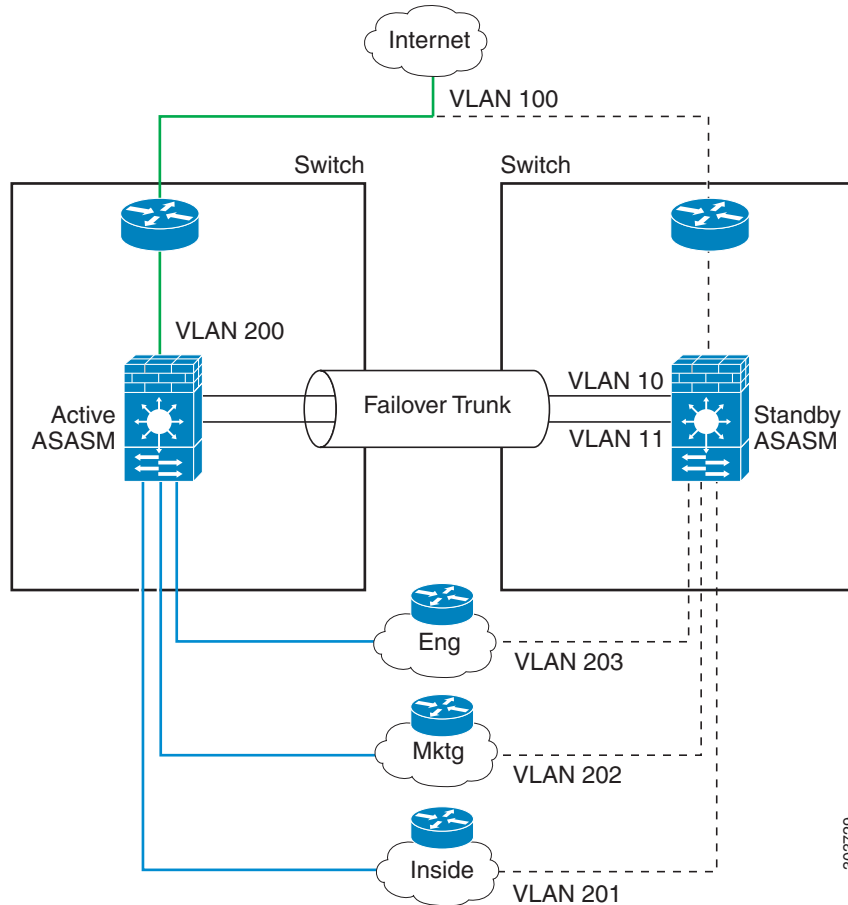 Internet
VLAN 100
Switch
Switch
VLAN 200
Active
ASASM
Failover Trunk
VLAN 10
VLAN 11
Standby
ASASM
Eng
VLAN 203
Mktg
VLAN 202
Inside
VLAN 201